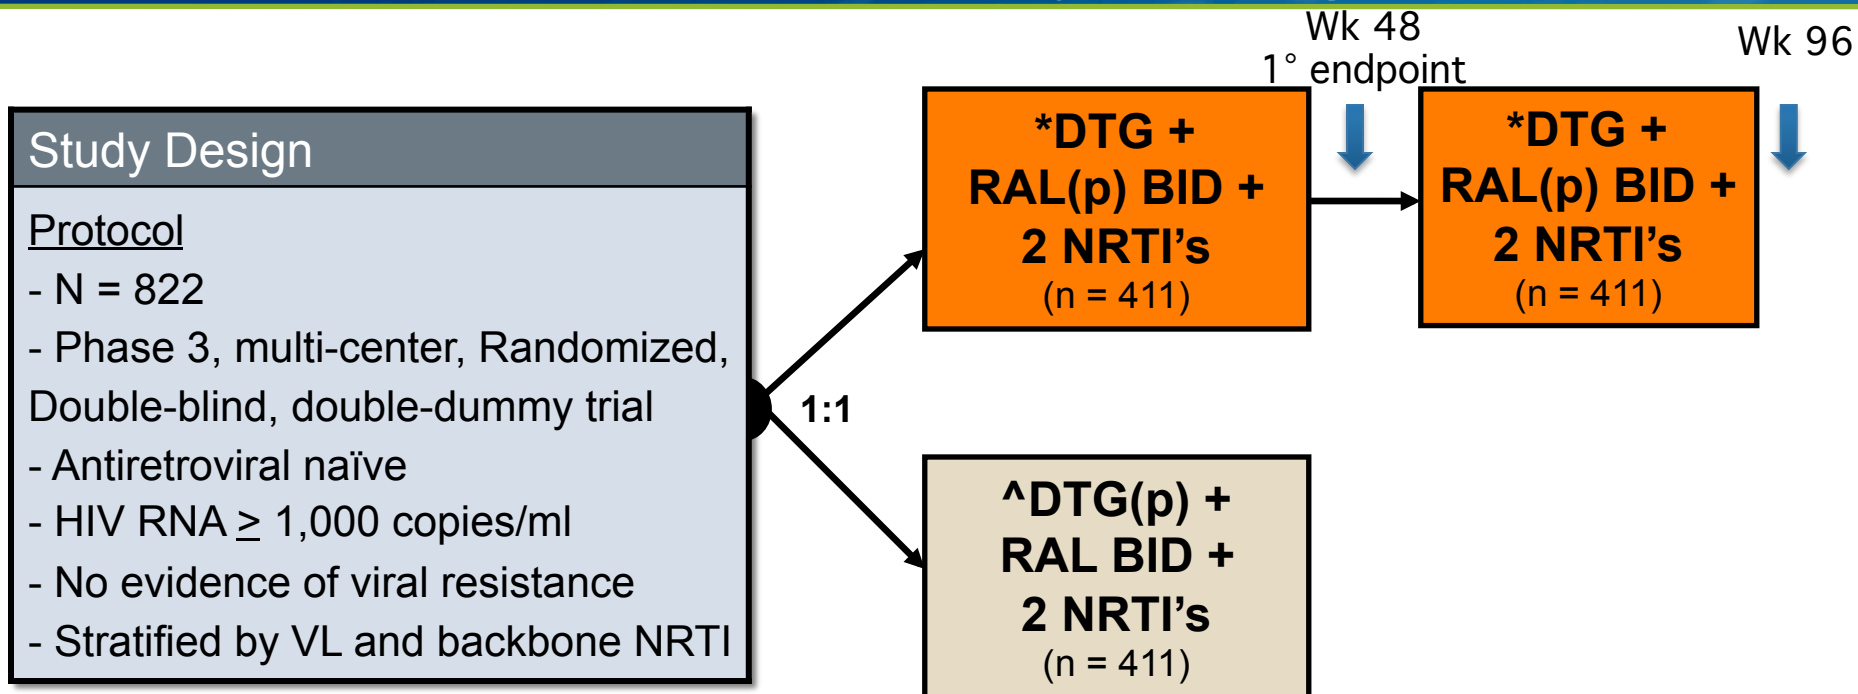 Wk 48
1° endpoint
Wk 96
Study Design
Protocol
- N = 822
- Phase 3, multi-center, Randomized,
Double-blind, double-dummy trial
- Antiretroviral naïve
- HIV RNA ≥ 1,000 copies/ml
- No evidence of viral resistance
- Stratified by VL and backbone NRTI
1:1
*DTG +
RAL(p) BID +
2 NRTI’s
(n = 411)
*DTG +
RAL(p) BID +
2 NRTI’s
(n = 411)
^DTG(p) +
RAL BID +
2 NRTI’s
(n = 411)